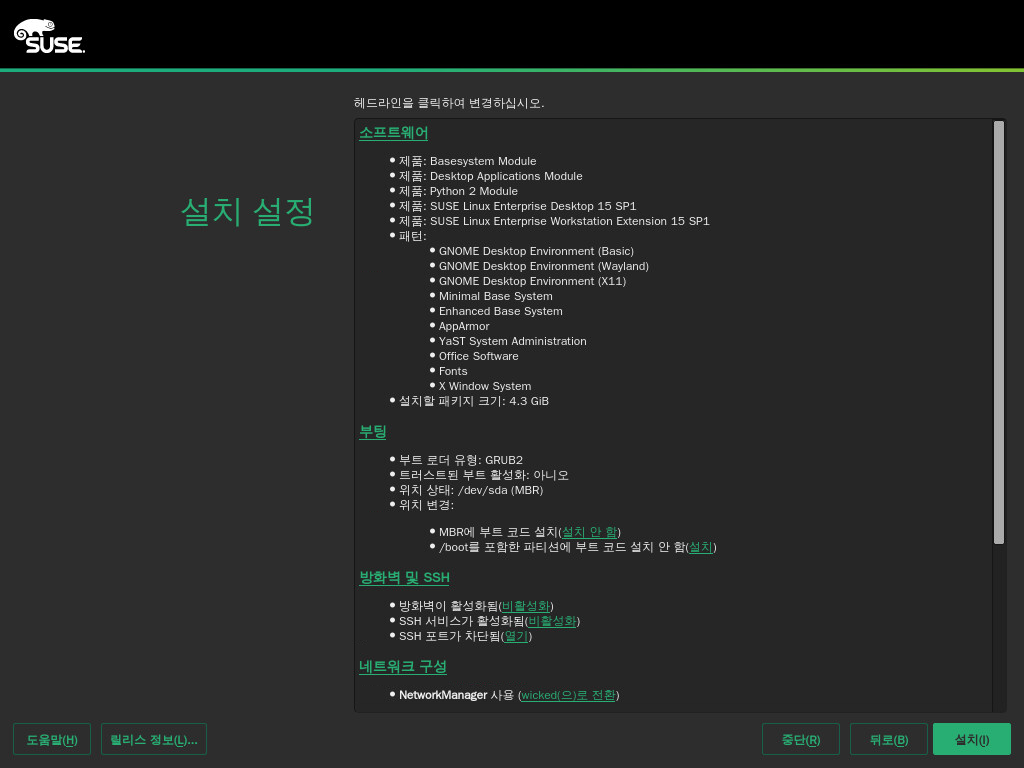 SUSE
헤드라인을 클릭하여 변경하십시오.
설치 설정
소프트웨어
제품: Basesystem Module
제품: Desktop Applications Module
제품: Python 2 Module
제품: SUSE Linux Enterprise Desktop 15 SP1
제품: SUSE Linux Enterprise Workstation Extension 15 SP1
패턴:
GNOME Desktop Environment (Basic)
GNOME Desktop Environment (Wayland)
GNOME Desktop Environment (X11)
Minimal Base System
Enhanced Base System
AppArmor
YaST System Administration
Office Software
Fonts
X Window System
설치할 패키지 크기: 4.3 GiB
부팅
부트 로더 유형: GRUB2
트러스트된 부트 활성화: 아니오
위치 상태: /dev/sda (MBR)
위치 변경:
MBR에 부트 코드 설치(설치 안 함)
/boot를 포함한 파티션에 부트 코드 설치 안 함(설치)
방화벽 및 SSH
방화벽이 활성화됨(비활성화)
SSH 서비스가 활성화됨(비활성화)
SSH 포트가 차단됨(열기)
네트워크 구성
NetworkManager 사용 (wicked(으)로 전환)
도움말(H) 릴리스 정보(L)... 중단(R) 뒤로(B) 설치(I)